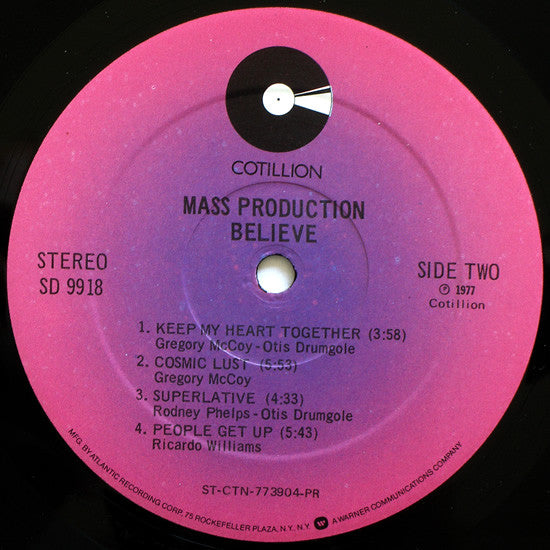 COTILLION
MASS PRODUCTION
BELIEVE
STEREO
SD 9918
SIDE TWO
Ⓟ 1977
Cotillion
1. KEEP MY HEART TOGETHER (3:58)
Gregory McCoy - Otis Drumgole
2. COSMIC LUST (5:53)
Gregory McCoy
3. SUPERLATIVE (4:33)
Rodney Phelps - Otis Drumgole
4. PEOPLE GET UP (5:43)
Ricardo Williams
ST-CTN-773904-PR
MFG. BY ATLANTIC RECORDING CORP. 75 ROCKEFELLER PLAZA, N.Y., N.Y. W A WARNER COMMUNICATIONS COMPANY